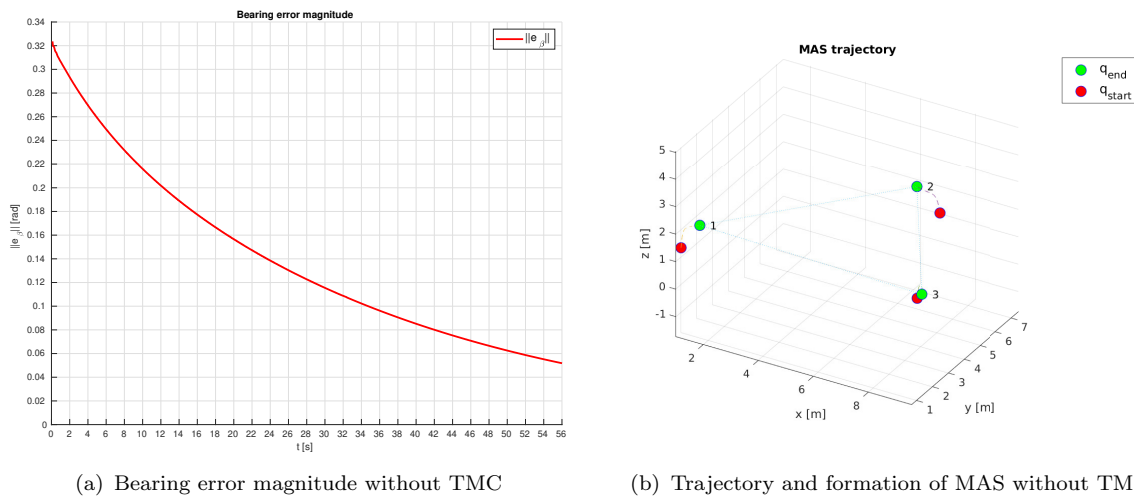 Bearing error magnitude
||e_β||
0.34
0.32
0.3
0.28
0.26
0.24
0.22
0.2
0.18
0.16
0.14
0.12
0.1
0.08
0.06
0.04
0.02
0
||e_β|| [rad]
0 2 4 6 8 10 12 14 16 18 20 22 24 26 28 30 32 34 36 38 40 42 44 46 48 50 52 54 56
t [s]
(a) Bearing error magnitude without TMC
MAS trajectory
q_end
q_start
5
4
3
2
1
0
-1
z [m]
1
2
3
2 4 6 8
x [m]
1 2 3 4 5 6 7
y [m]
(b) Trajectory and formation of MAS without TM